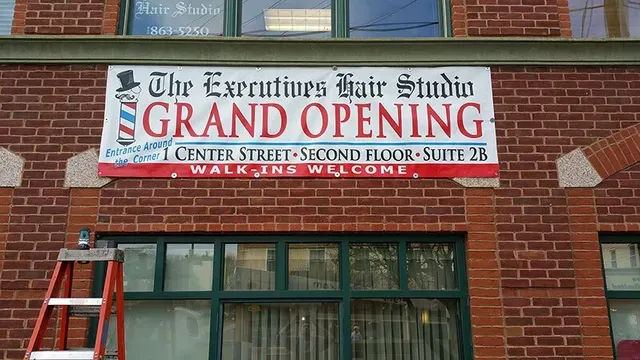 Hair Studio
863-5250
The Executives Hair Studio
GRAND OPENING
Entrance Around
the Corner
1 CENTER STREET • SECOND FLOOR • SUITE 2B
WALK-INS WELCOME